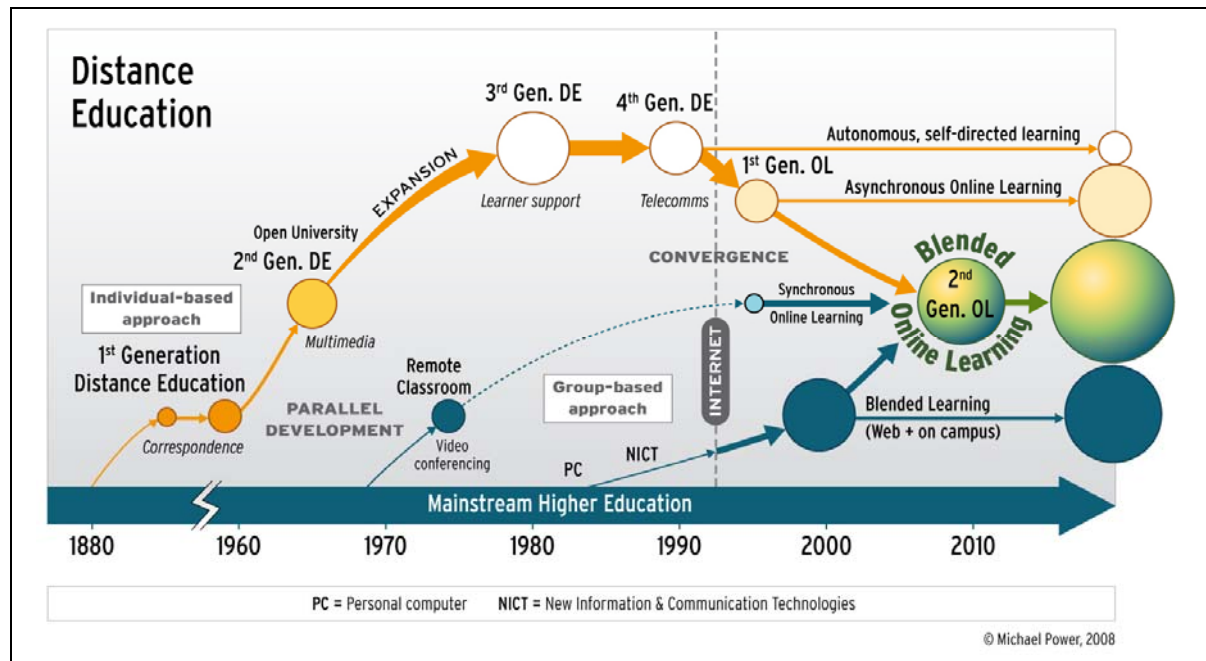 Distance
Education
3rd Gen. DE
4th Gen. DE
Autonomous, self-directed learning
1st Gen. OL
Asynchronous Online Learning
EXPANSION
Learner support
Telecomms
Open University
2nd Gen. DE
CONVERGENCE
Blended
2nd
Gen. OL
Online Learning
Individual-based
approach
Synchronous
Online Learning
Multimedia
1st Generation
Distance Education
Remote
Classroom
INTERNET
Group-based
approach
PARALLEL
DEVELOPMENT
Blended Learning
(Web + on campus)
Correspondence
Video
conferencing
NICT
PC
Mainstream Higher Education
1880
1960
1970
1980
1990
2000
2010
PC = Personal computer NICT = New Information & Communication Technologies
© Michael Power, 2008